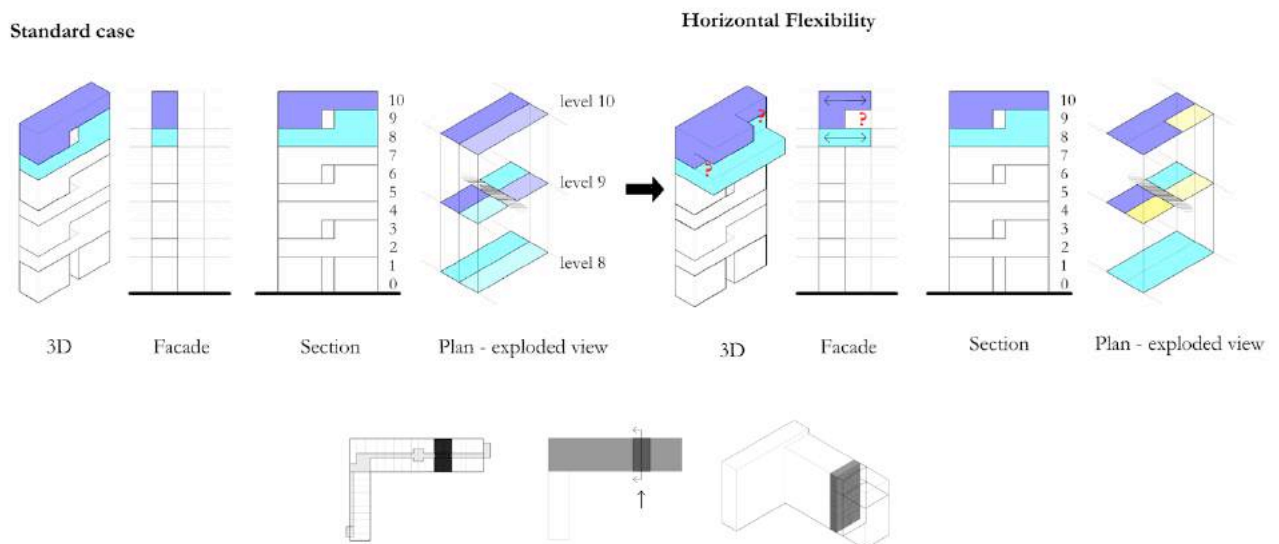 Standard case
Horizontal Flexibility
10
9
8
7
6
5
4
3
2
1
0
level 10
level 9
level 8
?
?
?
10
9
8
7
6
5
4
3
2
1
0
3D
Facade
Section
Plan - exploded view
3D
Facade
Section
Plan - exploded view